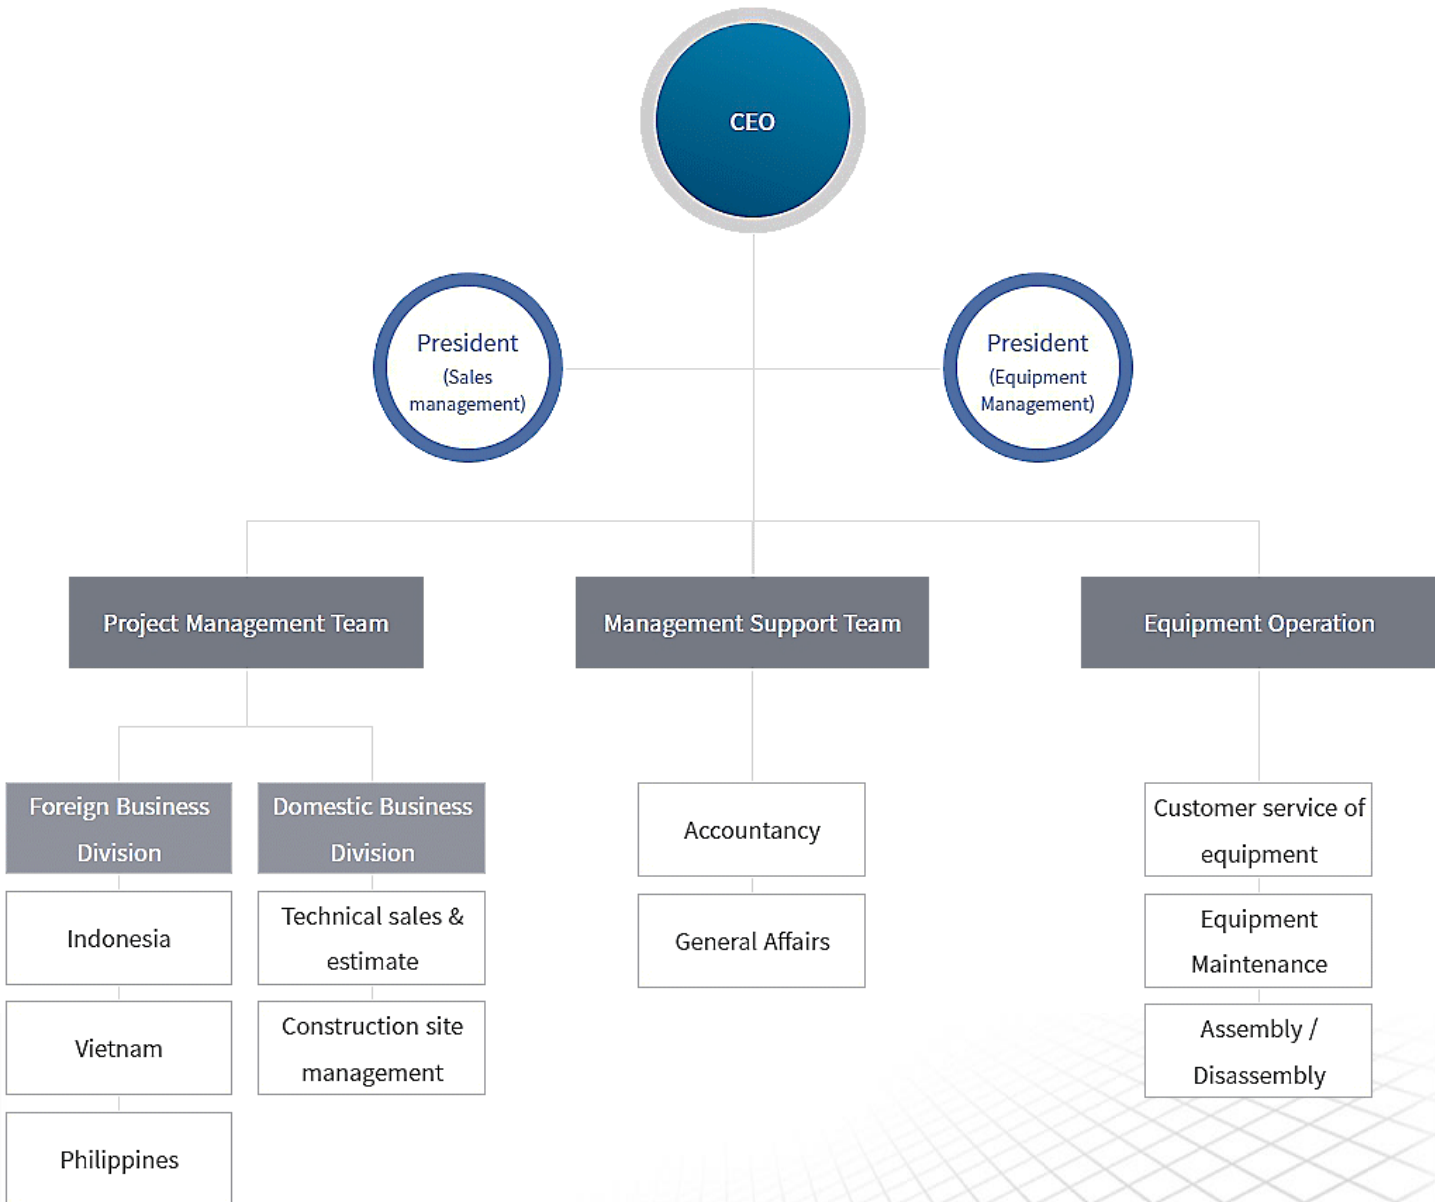 CEO
President
(Sales
management)
President
(Equipment
Management)
Project Management Team
Management Support Team
Equipment Operation
Foreign Business
Division
Indonesia
Vietnam
Philippines
Domestic Business
Division
Technical sales &
estimate
Construction site
management
Accountancy
General Affairs
Customer service of
equipment
Equipment
Maintenance
Assembly /
Disassembly